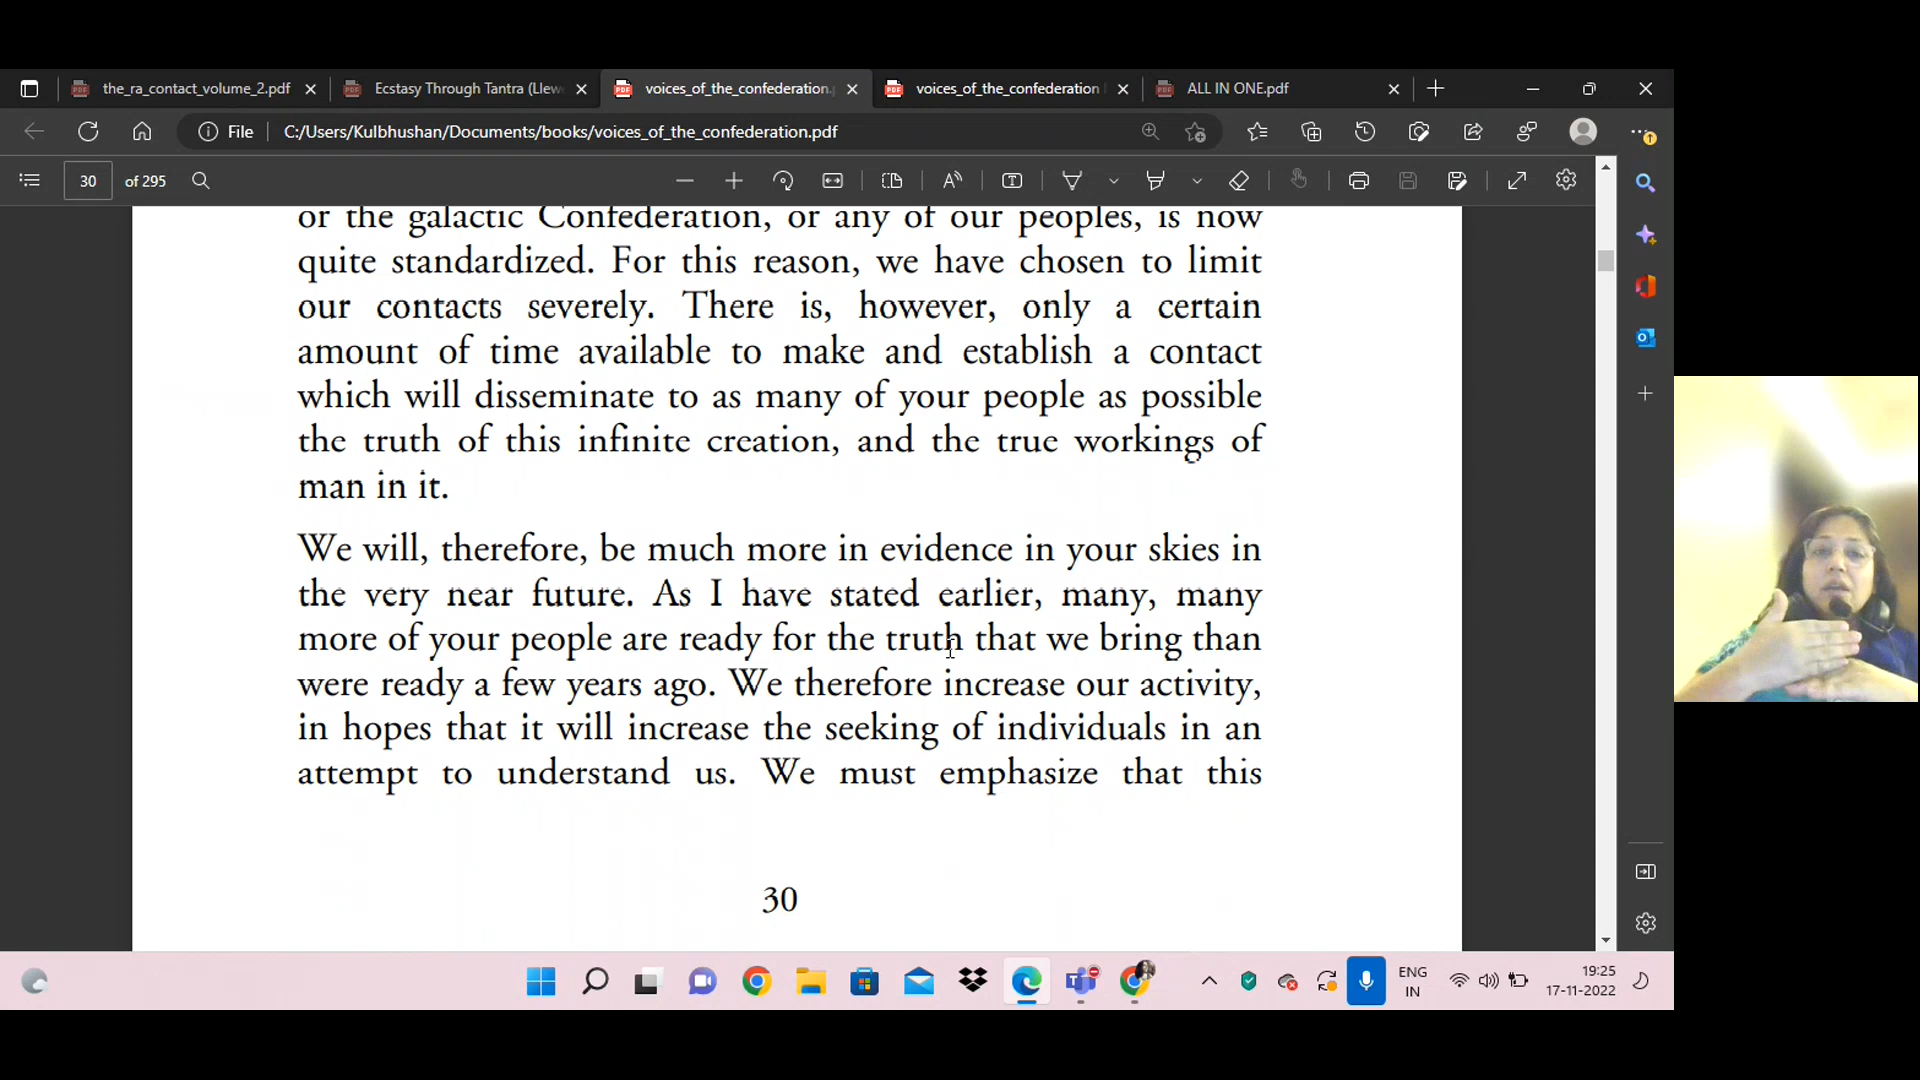 the_ra_contact_volume_2.pdf
Ecstasy Through Tantra (Llew
voices_of_the_confederation.
voices_of_the_confederation
ALL IN ONE.pdf
File
C:/Users/Kulbhushan/Documents/books/voices_of_the_confederation.pdf
30 of 295
or the galactic Confederation, or any of our peoples, is now
quite standardized. For this reason, we have chosen to limit
our contacts severely. There is, however, only a certain
amount of time available to make and establish a contact
which will disseminate to as many of your people as possible
the truth of this infinite creation, and the true workings of
man in it.
We will, therefore, be much more in evidence in your skies in
the very near future. As I have stated earlier, many, many
more of your people are ready for the truth that we bring than
were ready a few years ago. We therefore increase our activity,
in hopes that it will increase the seeking of individuals in an
attempt to understand us. We must emphasize that this
30
ENG
IN
19:25
17-11-2022